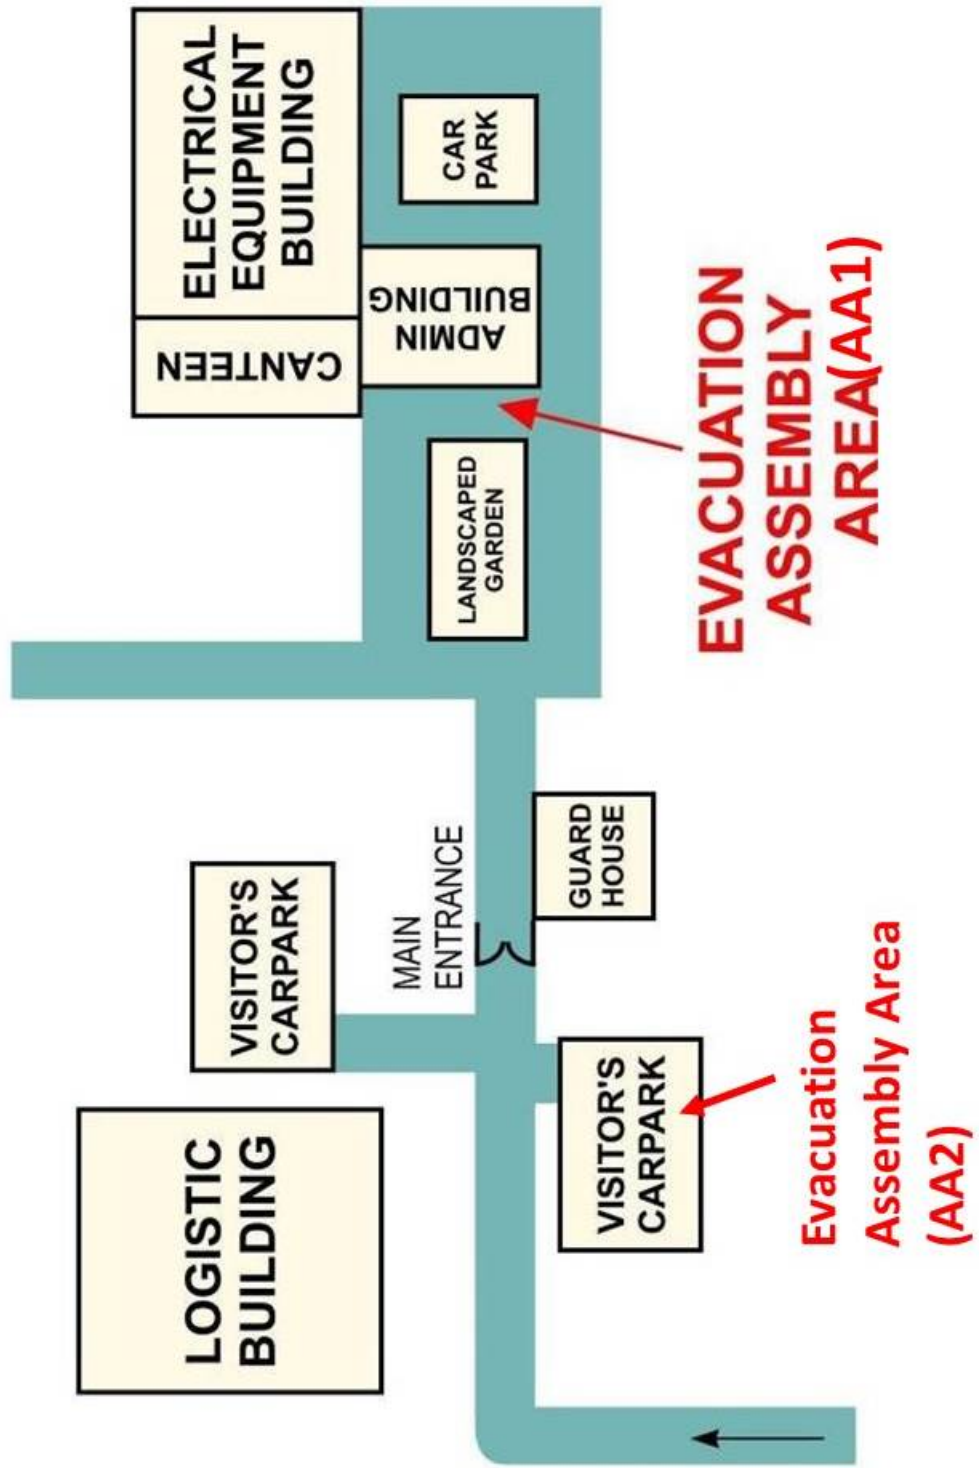 LOGISTIC
BUILDING
VISITOR'S
CARPARK
VISITOR'S
CARPARK
MAIN
ENTRANCE
GUARD
HOUSE
CANTEEN
ELECTRICAL
EQUIPMENT
BUILDING
LANDSCAPED
GARDEN
ADMIN
BUILDING
CAR
PARK
EVACUATION
ASSEMBLY
AREA(AA1)
Evacuation
Assembly Area
(AA2)